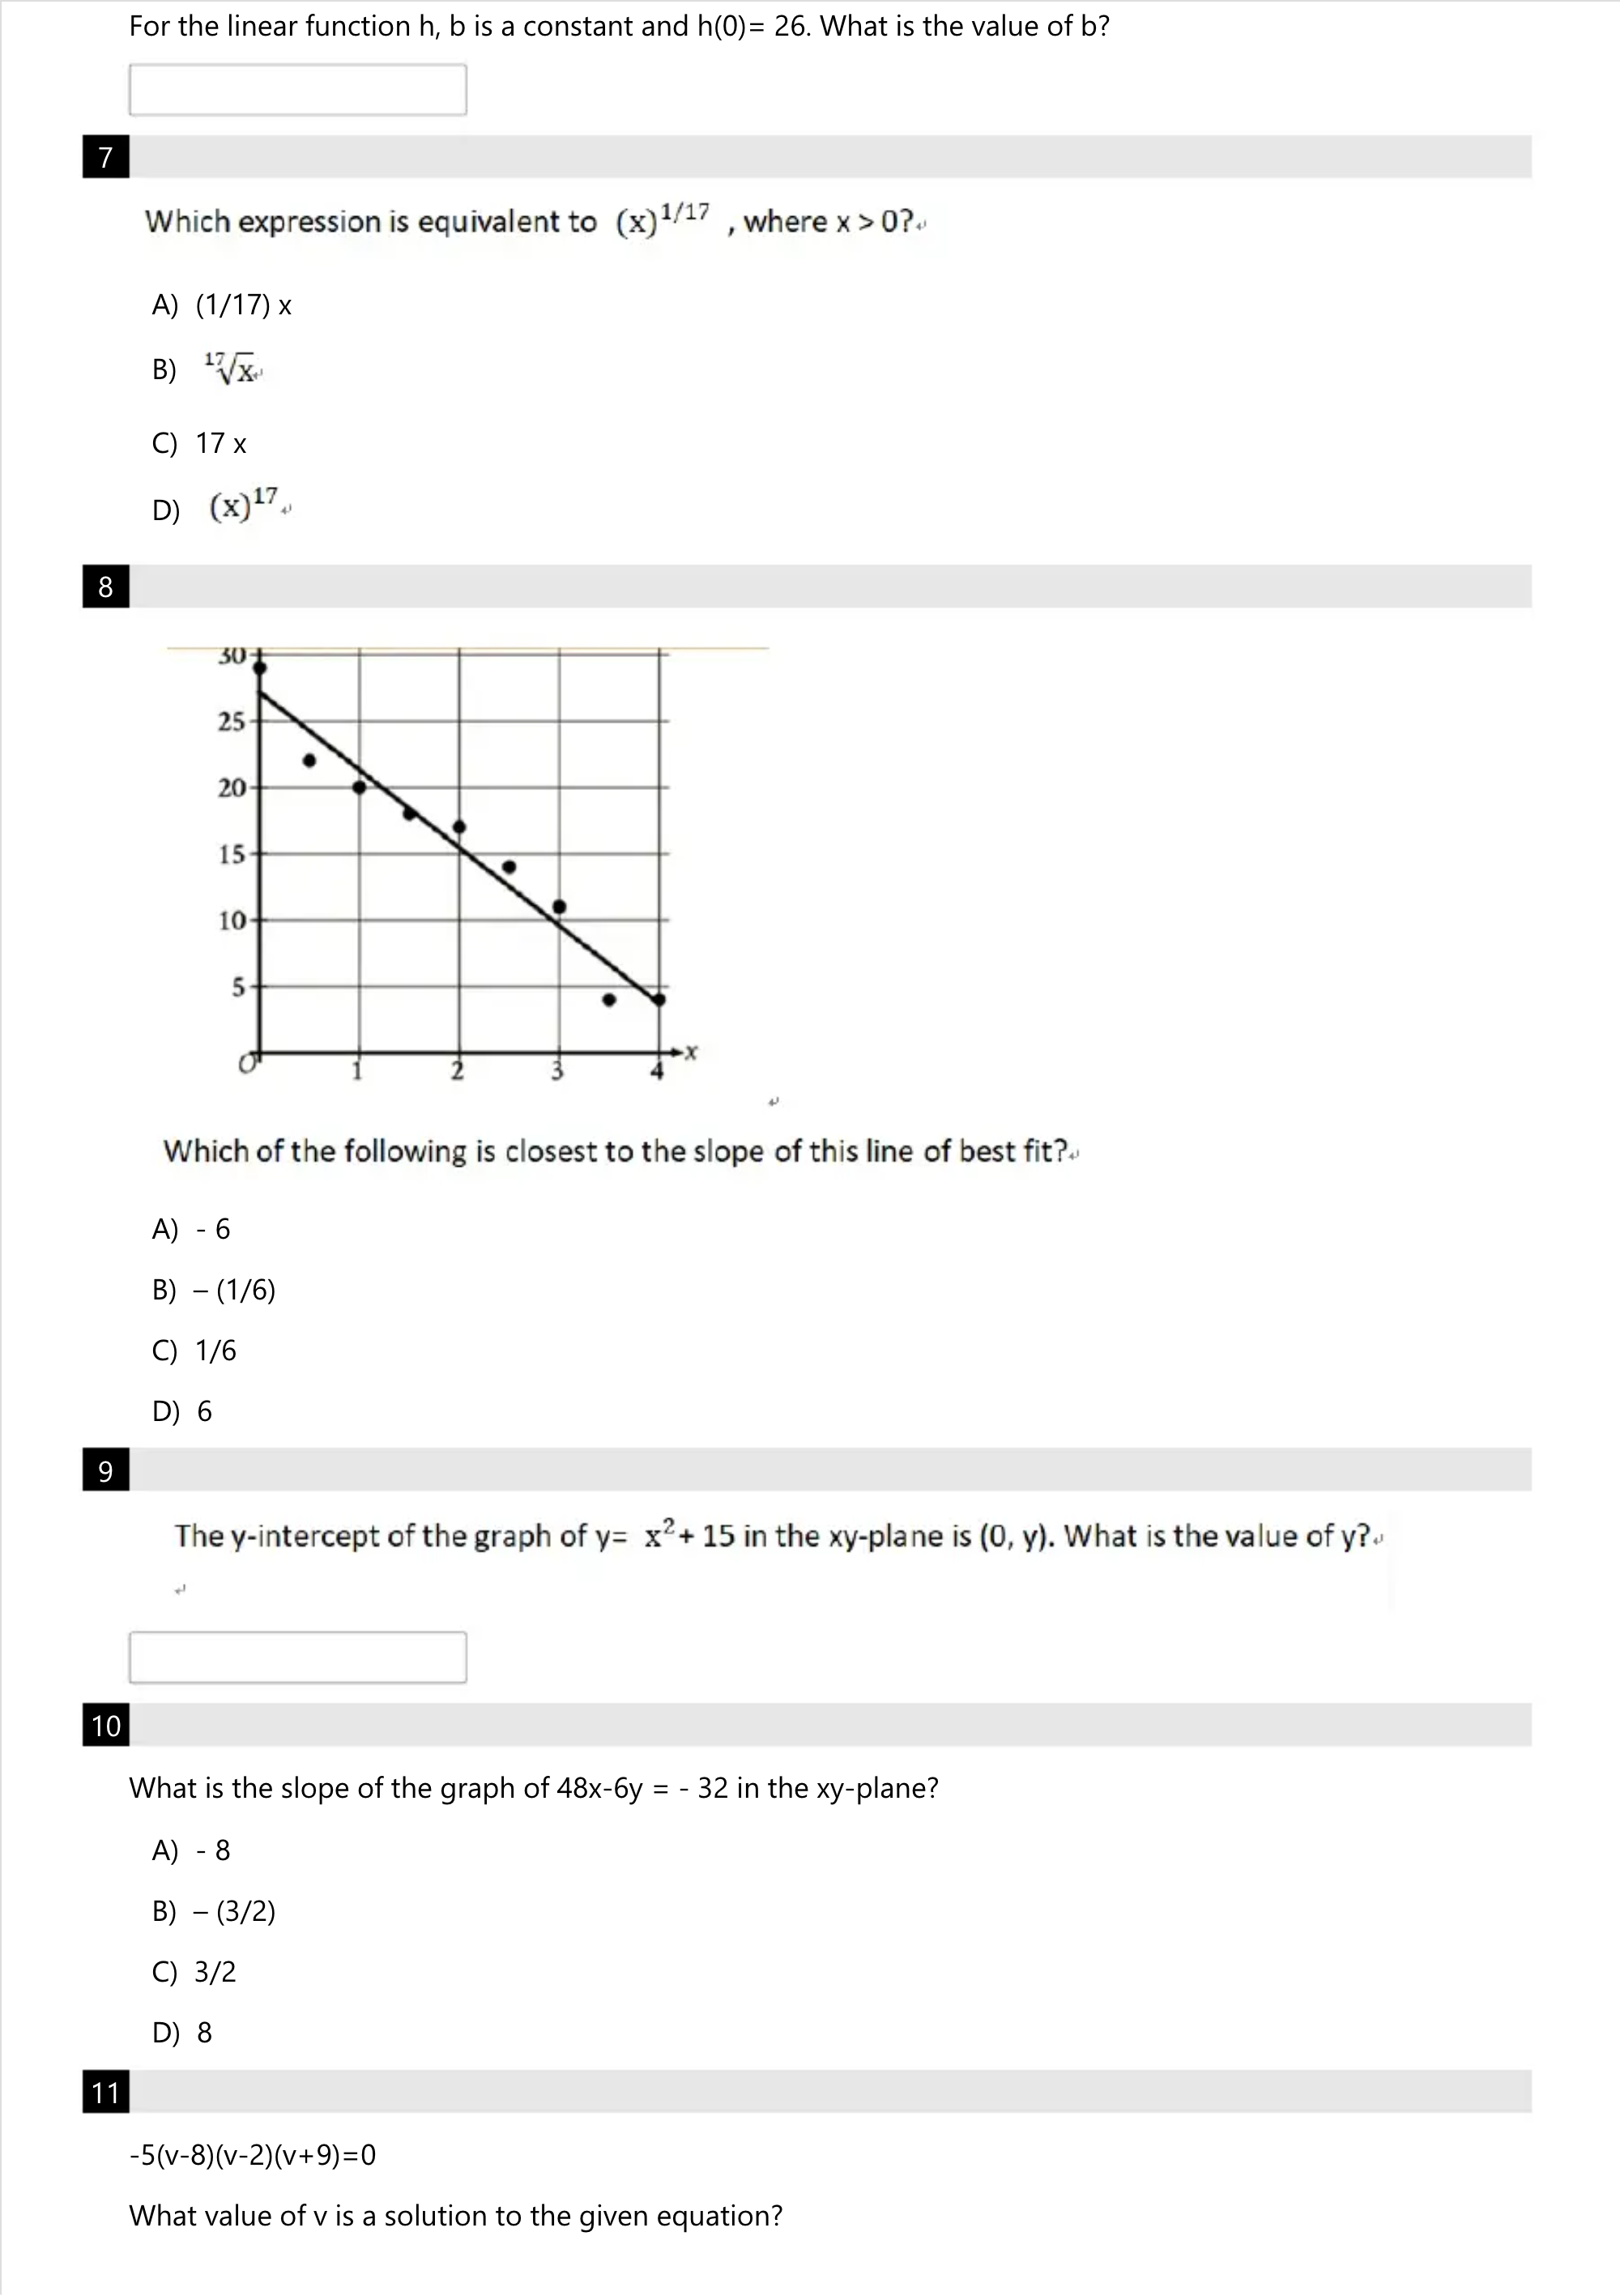 For the linear function h, b is a constant and h(0)= 26. What is the value of b?
7
Which expression is equivalent to (x)^1/17 , where x > 0?
A) (1/17) x
B) ¹⁷√x
C) 17 x
D) (x)¹⁷
8
30
25
20
15
10
5
O
1 2 3 4
x
Which of the following is closest to the slope of this line of best fit?
A) - 6
B) – (1/6)
C) 1/6
D) 6
9
The y-intercept of the graph of y= x²+ 15 in the xy-plane is (0, y). What is the value of y?
10
What is the slope of the graph of 48x-6y = - 32 in the xy-plane?
A) - 8
B) – (3/2)
C) 3/2
D) 8
11
-5(v-8)(v-2)(v+9)=0
What value of v is a solution to the given equation?